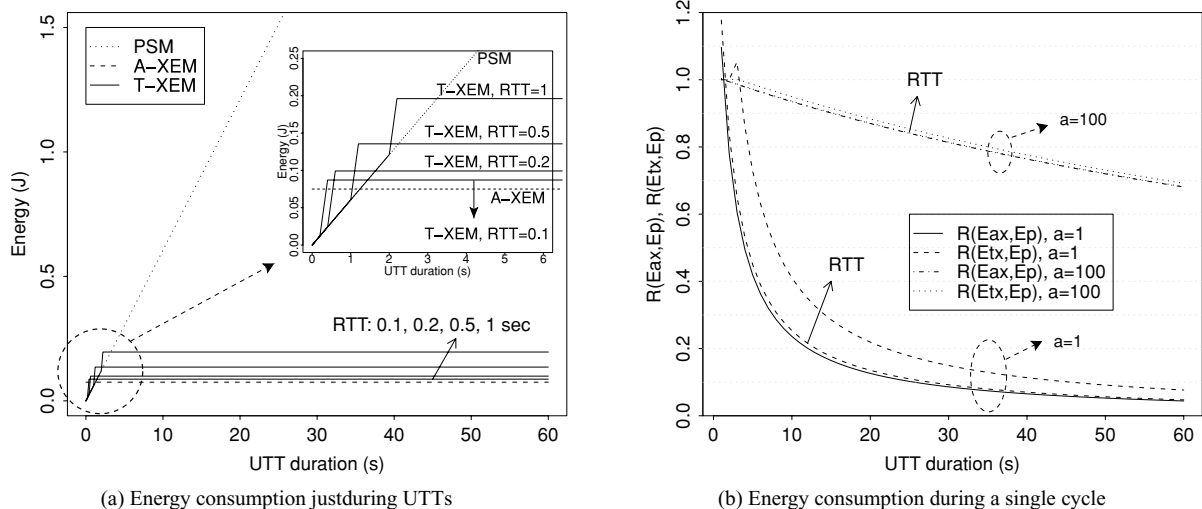 Energy (J)
0.0
0.5
1.0
1.5
PSM
A−XEM
T−XEM
Energy (J)
0.00
0.05
0.10
0.15
0.20
0.25
PSM
T−XEM, RTT=1
T−XEM, RTT=0.5
T−XEM, RTT=0.2
A−XEM
T−XEM, RTT=0.1
0 1 2 3 4 5 6
UTT duration (s)
RTT: 0.1, 0.2, 0.5, 1 sec
0 10 20 30 40 50 60
UTT duration (s)
(a) Energy consumption justduring UTTs
R(Eax,Ep), R(Etx,Ep)
0.0
0.2
0.4
0.6
0.8
1.0
1.2
RTT
a=100
R(Eax,Ep), a=1
R(Etx,Ep), a=1
R(Eax,Ep), a=100
R(Etx,Ep), a=100
RTT
a=1
0 10 20 30 40 50 60
UTT duration (s)
(b) Energy consumption during a single cycle